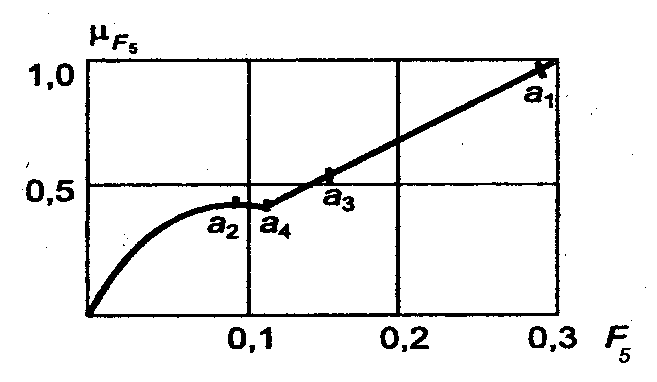 μF₅
1,0
a₁
0,5
a₃
a₂ a₄
0,1 0,2 0,3 F₅